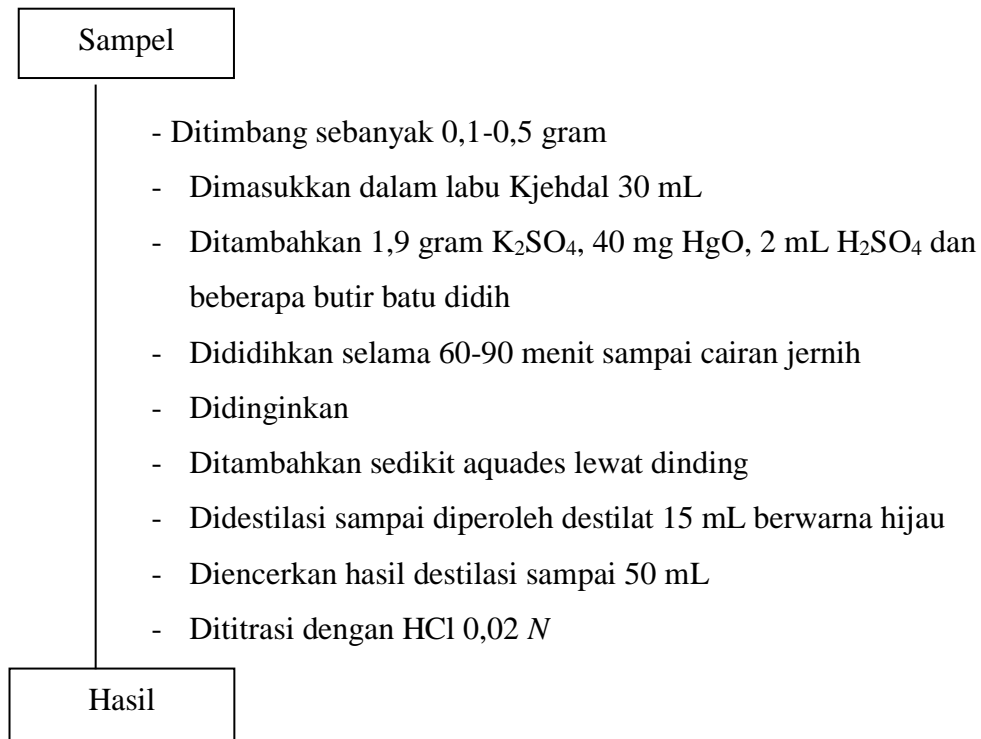 Sampel
- Ditimbang sebanyak 0,1-0,5 gram
- Dimasukkan dalam labu Kjehdal 30 mL
- Ditambahkan 1,9 gram K₂SO₄, 40 mg HgO, 2 mL H₂SO₄ dan
beberapa butir batu didih
- Dididihkan selama 60-90 menit sampai cairan jernih
- Didinginkan
- Ditambahkan sedikit aquades lewat dinding
- Didestilasi sampai diperoleh destilat 15 mL berwarna hijau
- Diencerkan hasil destilasi sampai 50 mL
- Dititrasi dengan HCl 0,02 N
Hasil